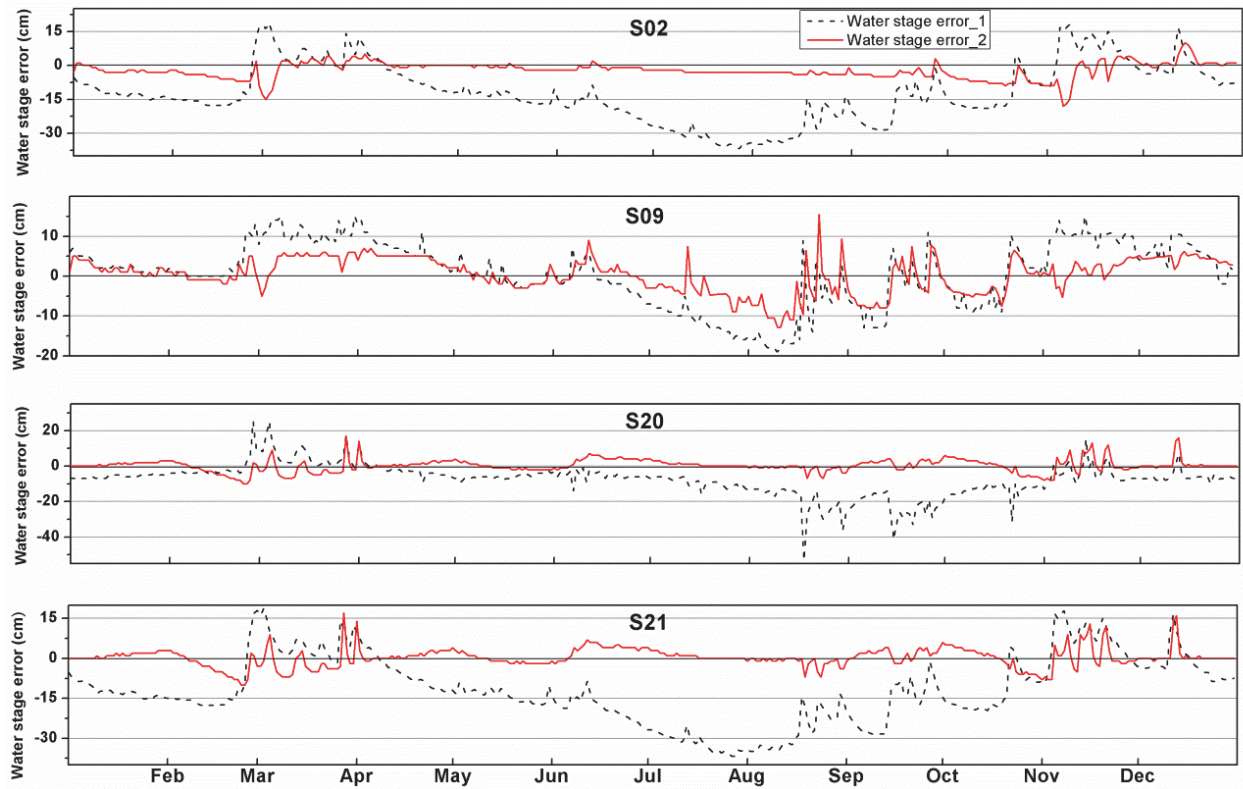 S02
Water stage error_1
Water stage error_2
Water stage error (cm)
15
0
-15
-30
S09
Water stage error (cm)
10
0
-10
-20
S20
Water stage error (cm)
20
0
-20
-40
S21
Water stage error (cm)
15
0
-15
-30
Feb Mar Apr May Jun Jul Aug Sep Oct Nov Dec